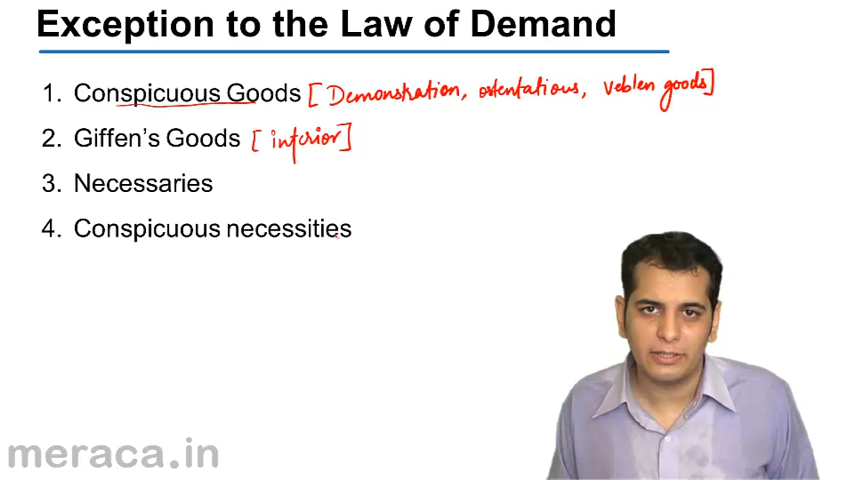 Exception to the Law of Demand
1. Conspicuous Goods [Demonstration, ostentatious, veblen goods]
2. Giffen's Goods [inferior]
3. Necessaries
4. Conspicuous necessities
meraca.in